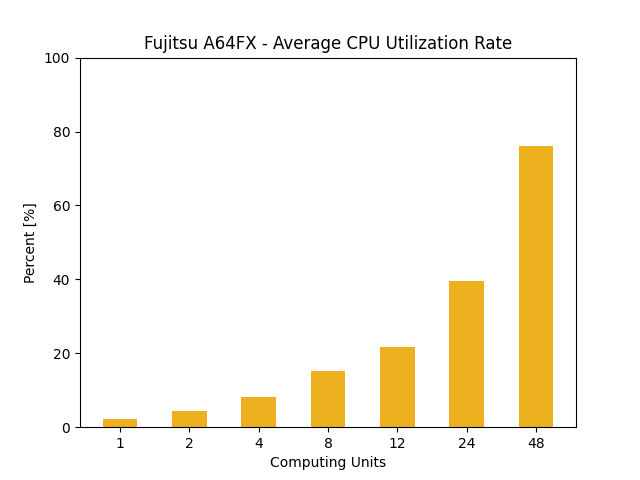 Fujitsu A64FX - Average CPU Utilization Rate
100
80
60
40
20
0
Percent [%]
1 2 4 8 12 24 48
Computing Units